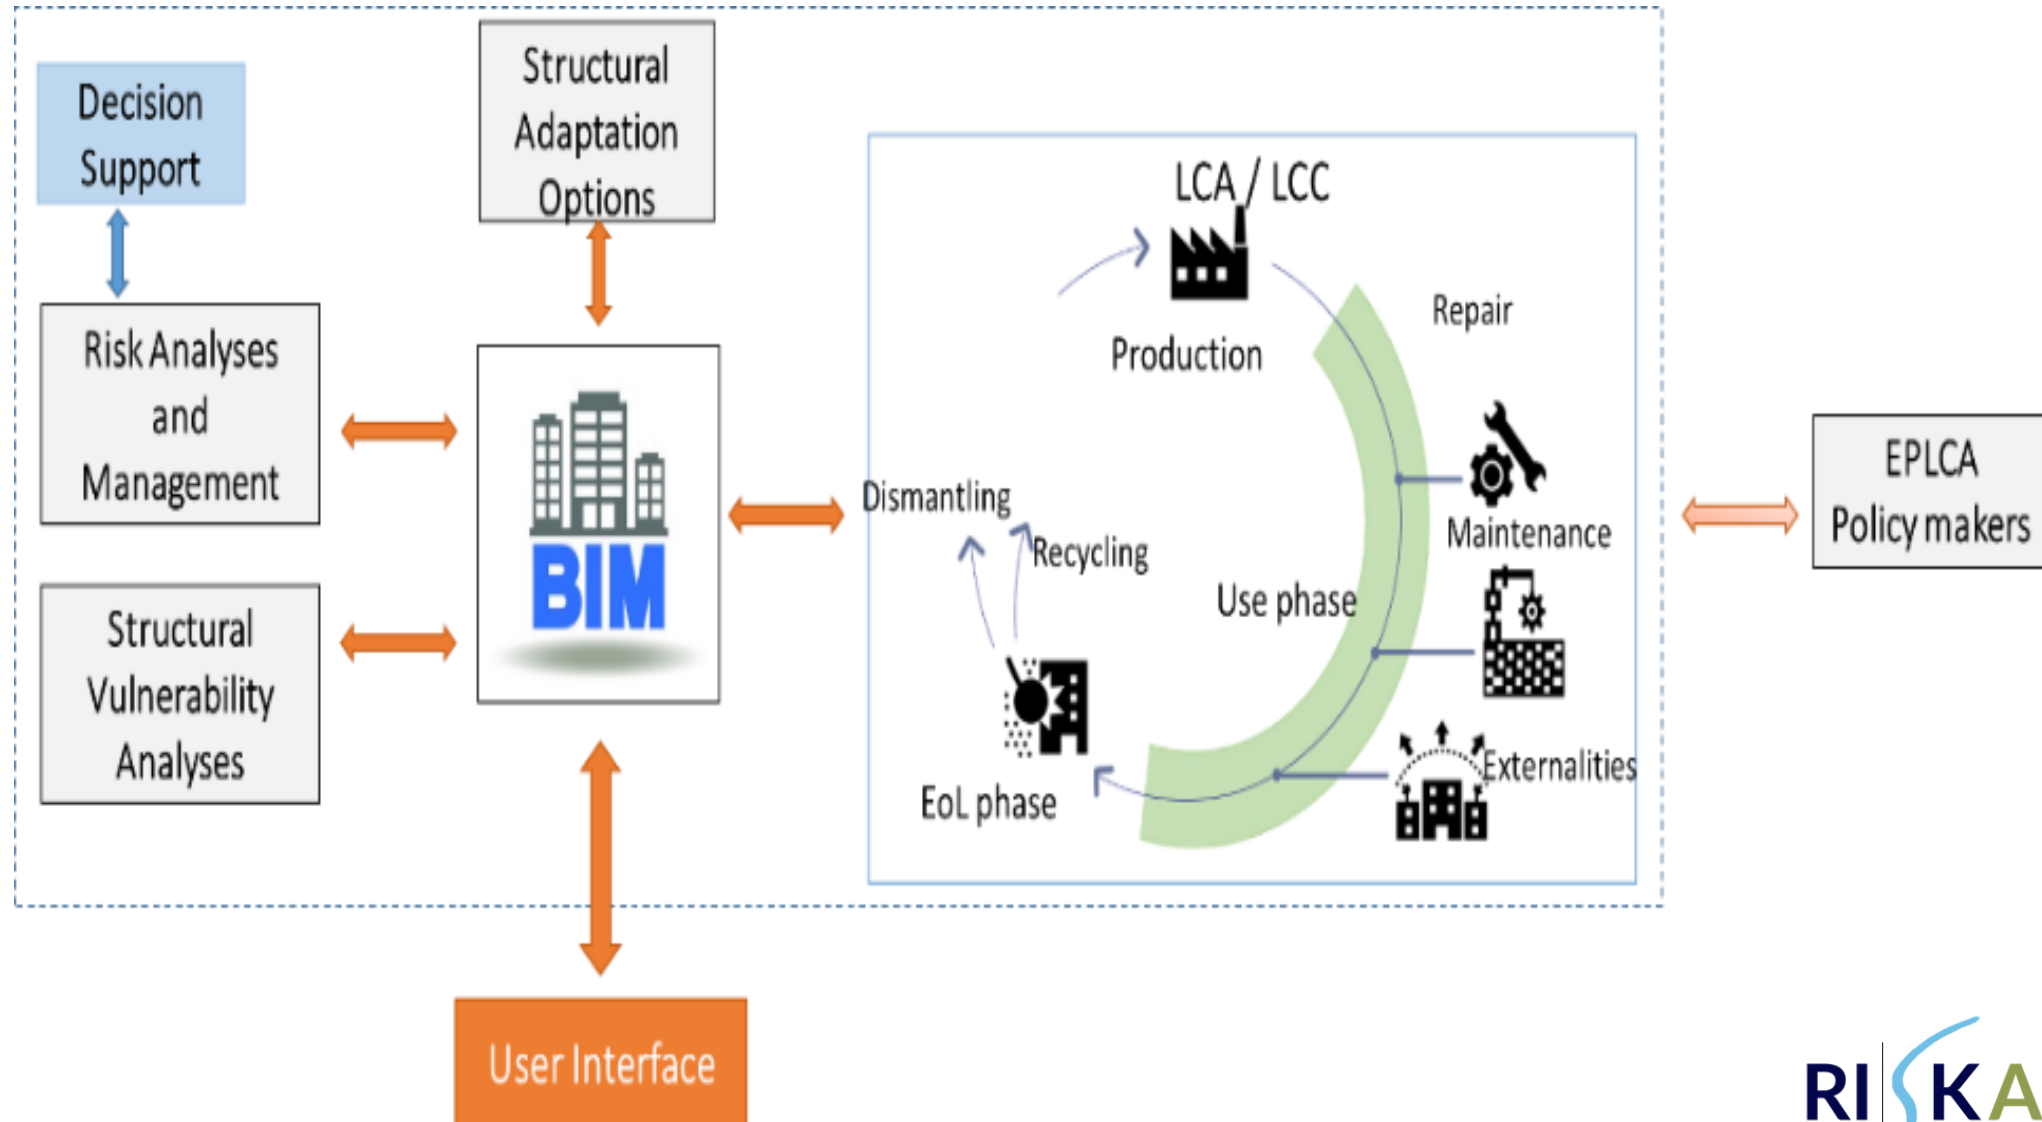 Decision
Support
Structural
Adaptation
Options
LCA / LCC
Risk Analyses
and
Management
Production
Repair
BIM
Dismantling
Recycling
Maintenance
Use phase
EPLCA
Policy makers
Structural
Vulnerability
Analyses
EoL phase
Externalities
User Interface
RISKA